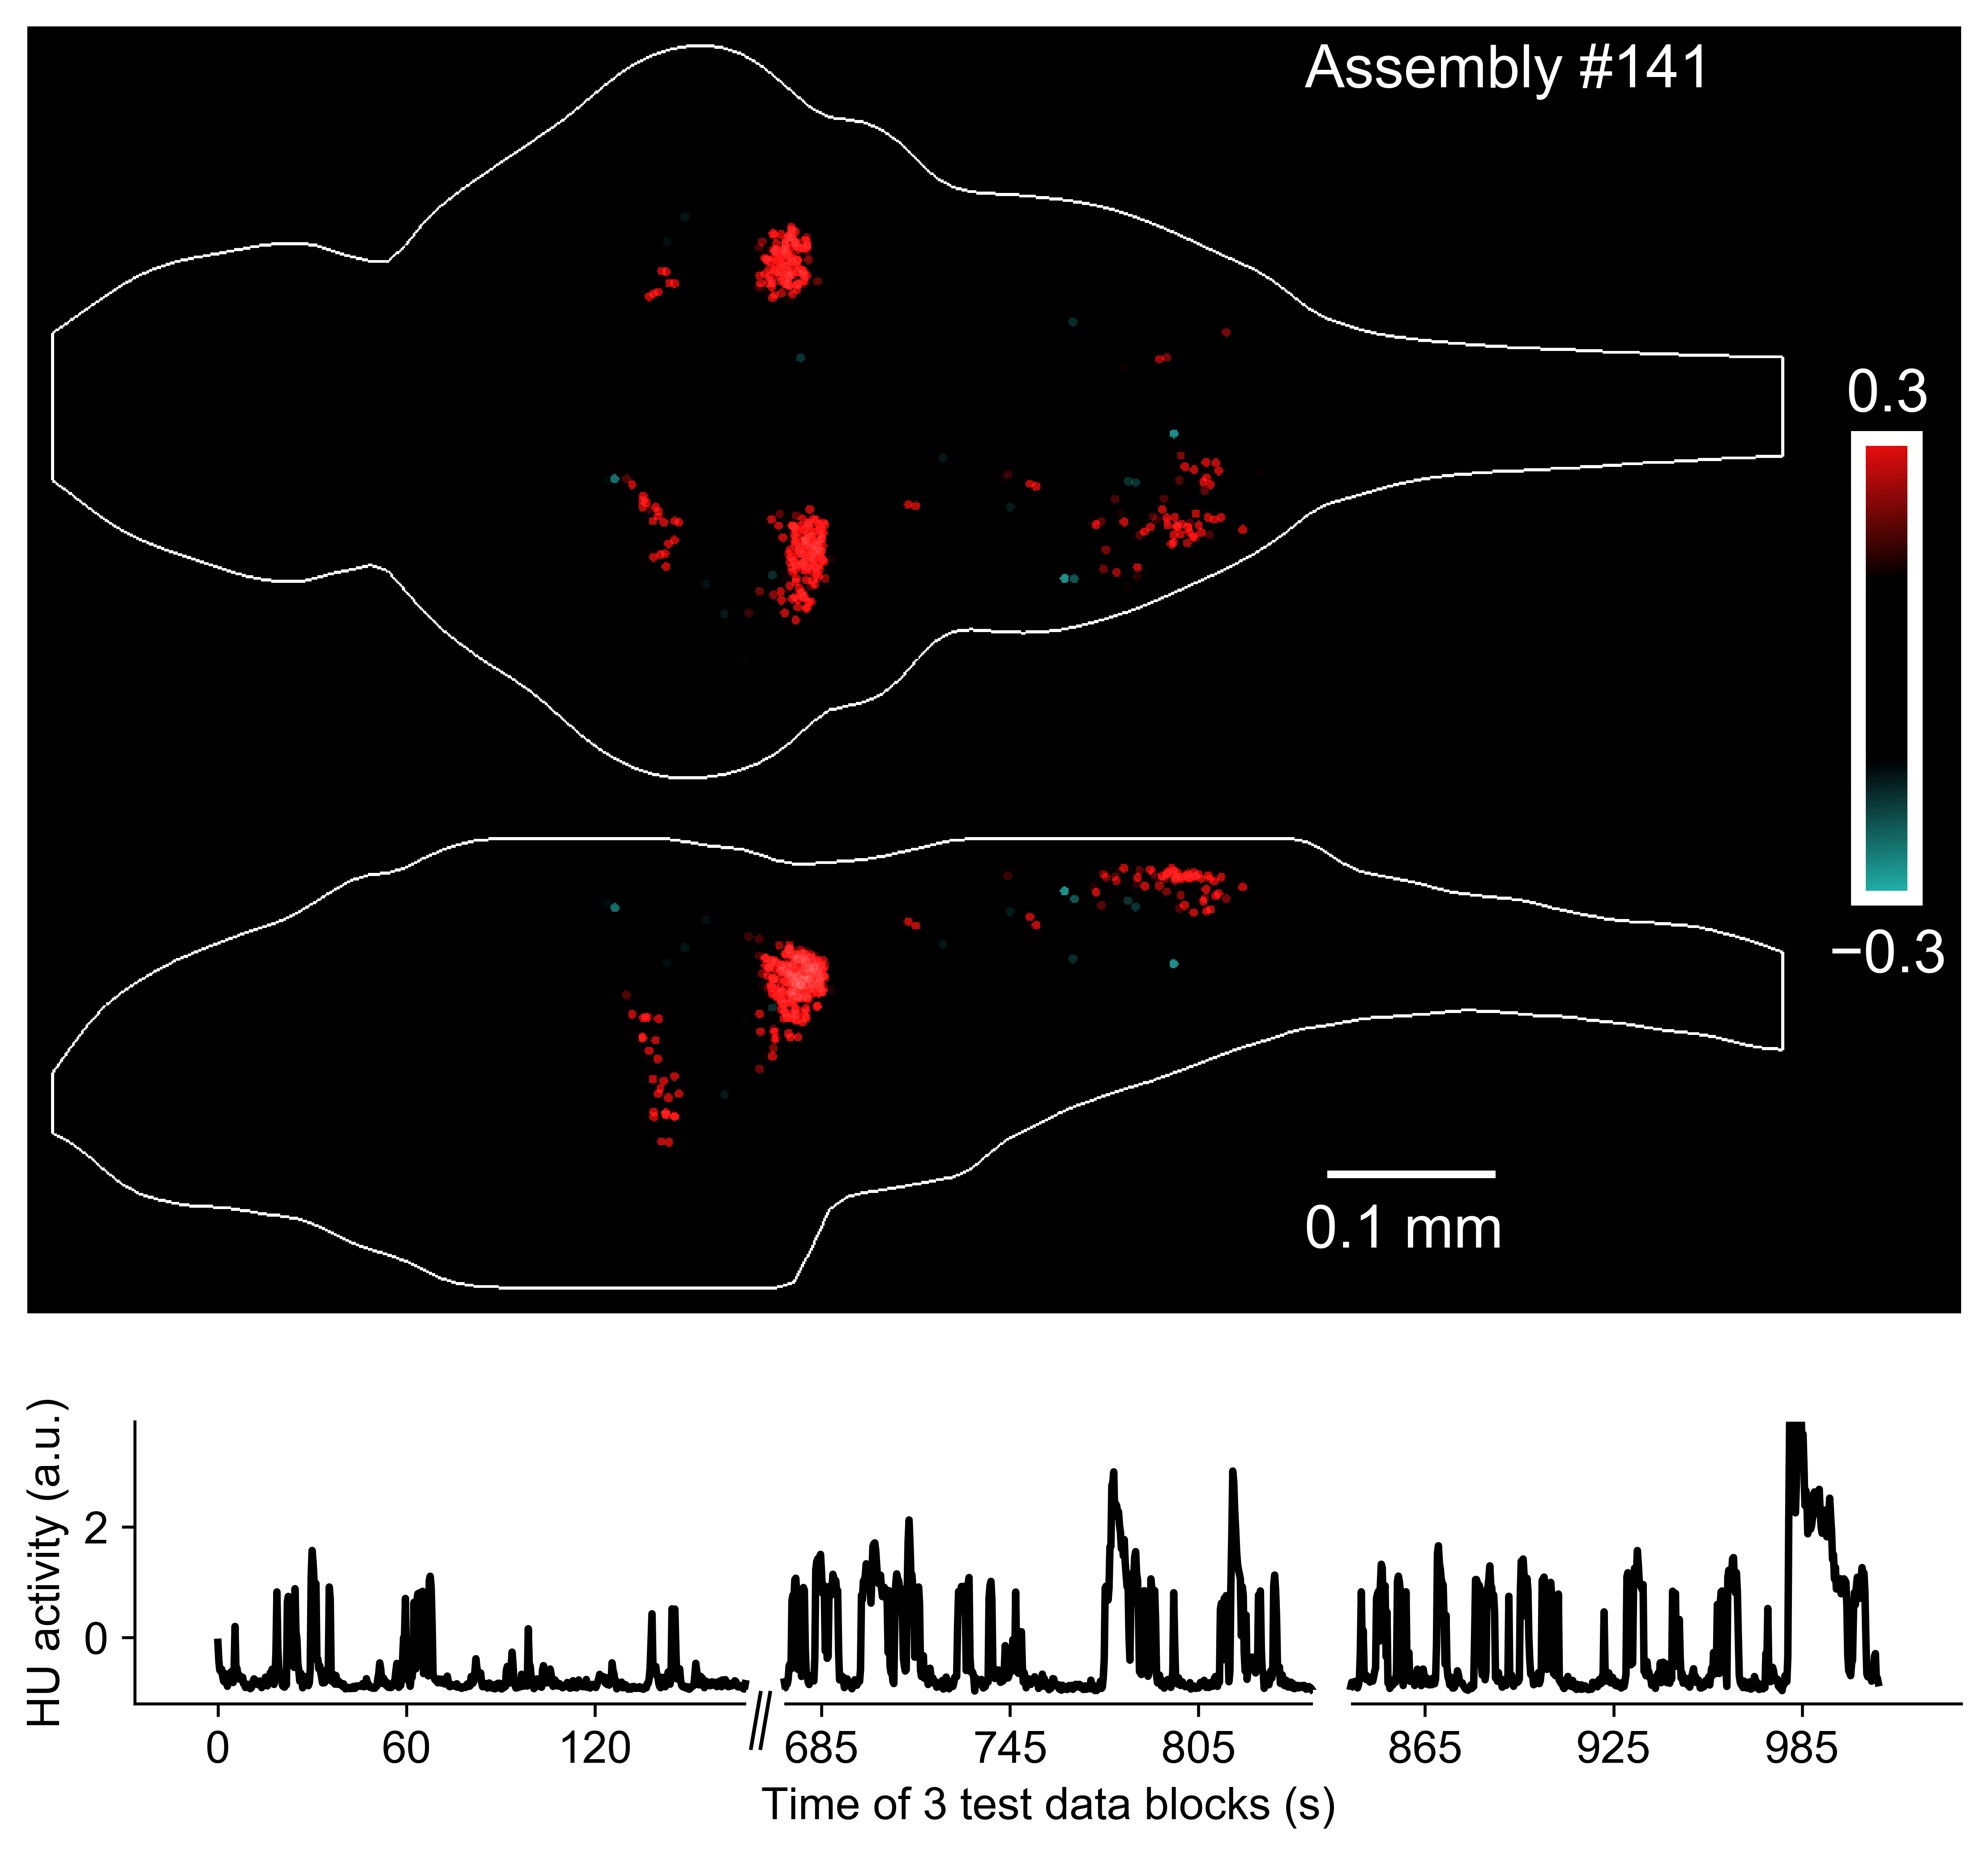 Assembly #141
0.3
−0.3
0.1 mm
HU activity (a.u.)
2
0
0 60 120 685 745 805 865 925 985
Time of 3 test data blocks (s)